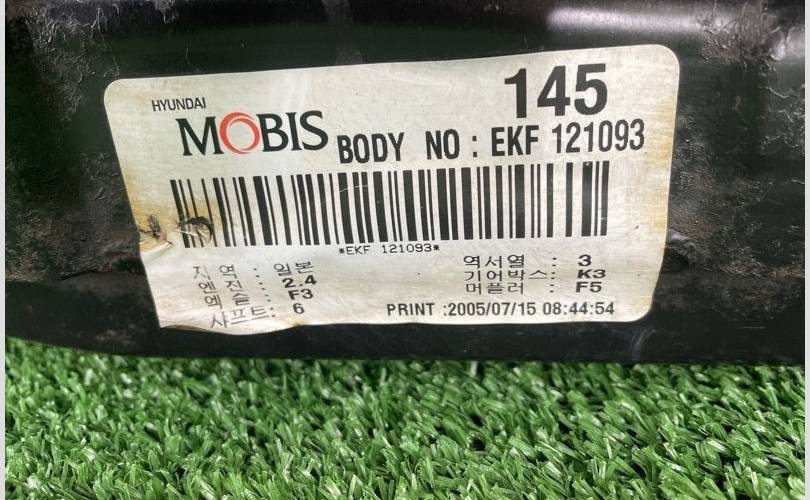 145
HYUNDAI
MOBIS
BODY NO : EKF 121093
*EKF 121093*
지 역 : 일본
엔 진 : 2.4
엑 슬 : F3
샤프트: 6
역서열 : 3
기어박스: K3
머플러 : F5
PRINT :2005/07/15 08:44:54